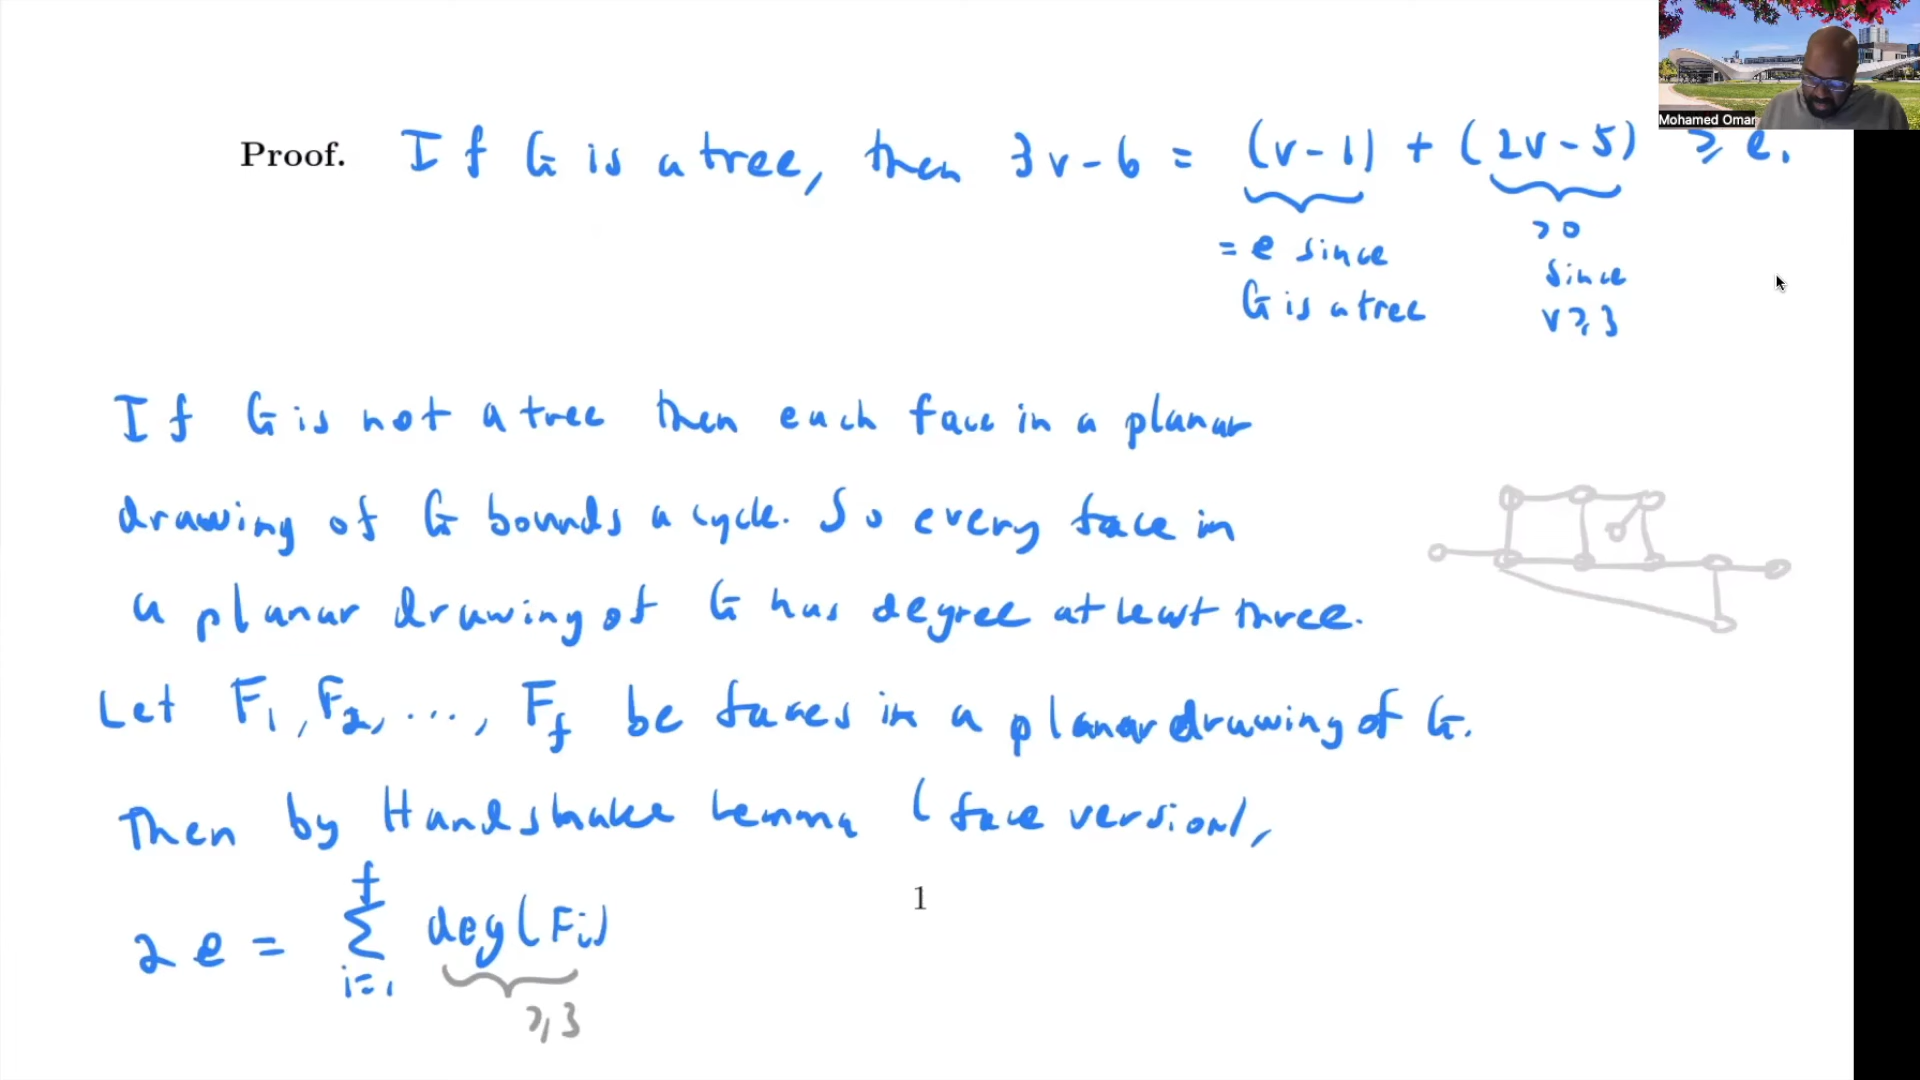 Mohamed Omar
Proof. If G is a tree, then 3v - 6 = (v-1) + (2v-5) ≥ e.
= e since
G is a tree
> 0
since
v ≥ 3
If G is not a tree then each face in a planar
drawing of G bounds a cycle. So every face in
a planar drawing of G has degree at least three.
Let F₁, F₂, ..., F_f be faces in a planar drawing of G.
Then by Handshake Lemma (face version),
2e = ∑_{i=1}^{f} deg(Fᵢ)
≥ 3
1